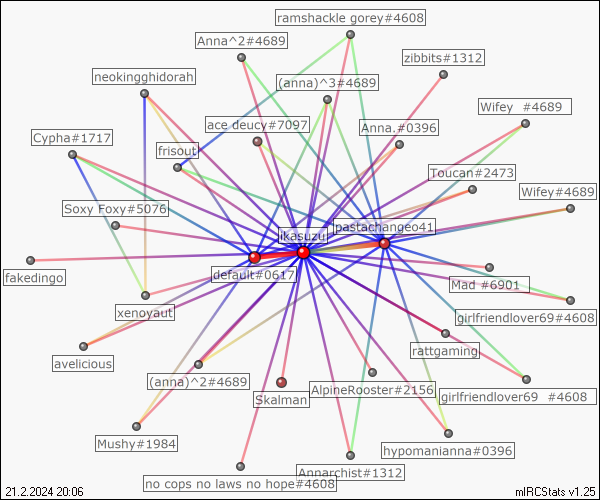 ramshackle gorey#4608
Anna^2#4689
zibbits#1312
neokingghidorah
(anna)^3#4689
Wifey  #4689
ace deucy#7097
Anna.#0396
Cypha#1717
frisout
Toucan#2473
Wifey#4689
Soxy Foxy#5076
pastachangeo41
ikasuzu
default#0617
fakedingo
Mad #6901
xenoyaut
girlfriendlover69#4608
rattgaming
avelicious
(anna)^2#4689
AlpineRooster#2156
Skalman
girlfriendlover69  #4608
Mushy#1984
hypomanianna#0396
Annarchist#1312
no cops no laws no hope#4608
21.2.2024 20:06
mIRCStats v1.25